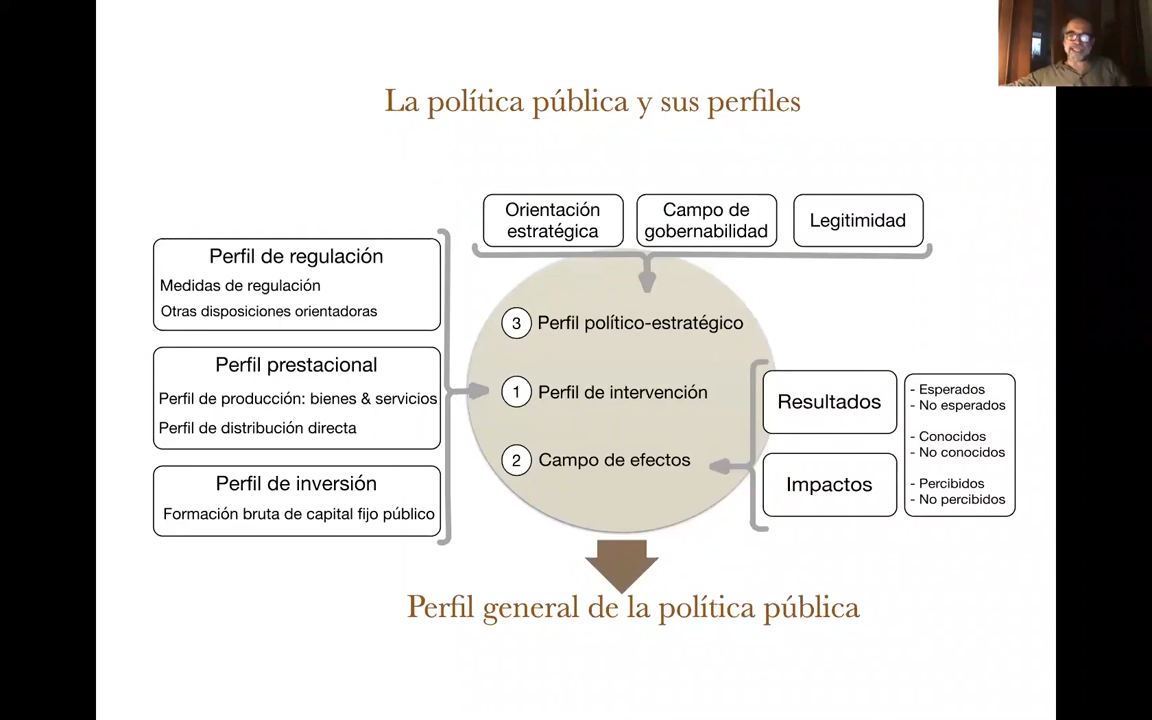 La política pública y sus perfiles
Orientación
estratégica
Campo de
gobernabilidad
Legitimidad
Perfil de regulación
Medidas de regulación
Otras disposiciones orientadoras
Perfil prestacional
Perfil de producción: bienes & servicios
Perfil de distribución directa
Perfil de inversión
Formación bruta de capital fijo público
3 Perfil político-estratégico
1 Perfil de intervención
2 Campo de efectos
Resultados
Impactos
- Esperados
- No esperados
- Conocidos
- No conocidos
- Percibidos
- No percibidos
Perfil general de la política pública